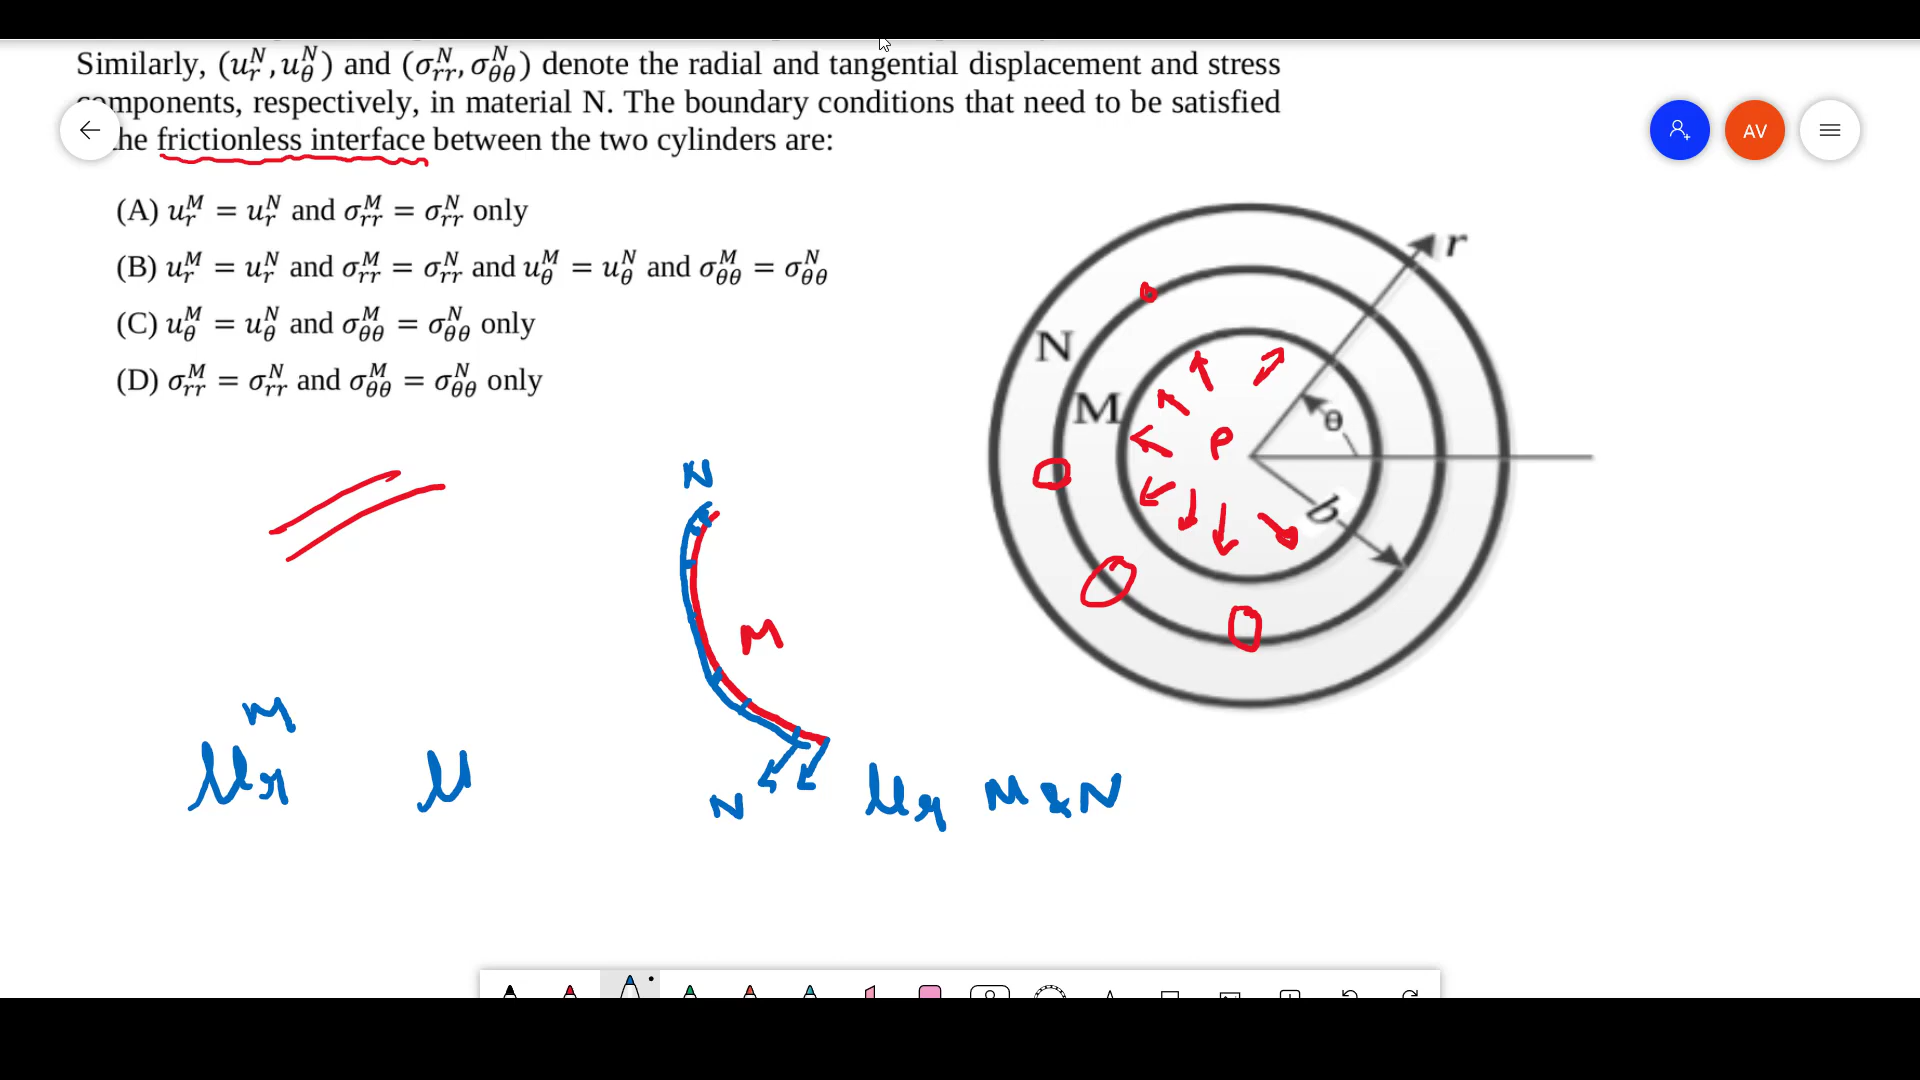 Similarly, (u_r^N, u_θ^N) and (σ_rr^N, σ_θθ^N) denote the radial and tangential displacement and stress
components, respectively, in material N. The boundary conditions that need to be satisfied
the frictionless interface between the two cylinders are:
(A) u_r^M = u_r^N and σ_rr^M = σ_rr^N only
(B) u_r^M = u_r^N and σ_rr^M = σ_rr^N and u_θ^M = u_θ^N and σ_θθ^M = σ_θθ^N
(C) u_θ^M = u_θ^N and σ_θθ^M = σ_θθ^N only
(D) σ_rr^M = σ_rr^N and σ_θθ^M = σ_θθ^N only
AV
r
N
M
θ
P
b
N
M
u_r^M
u
N
u_r M & N